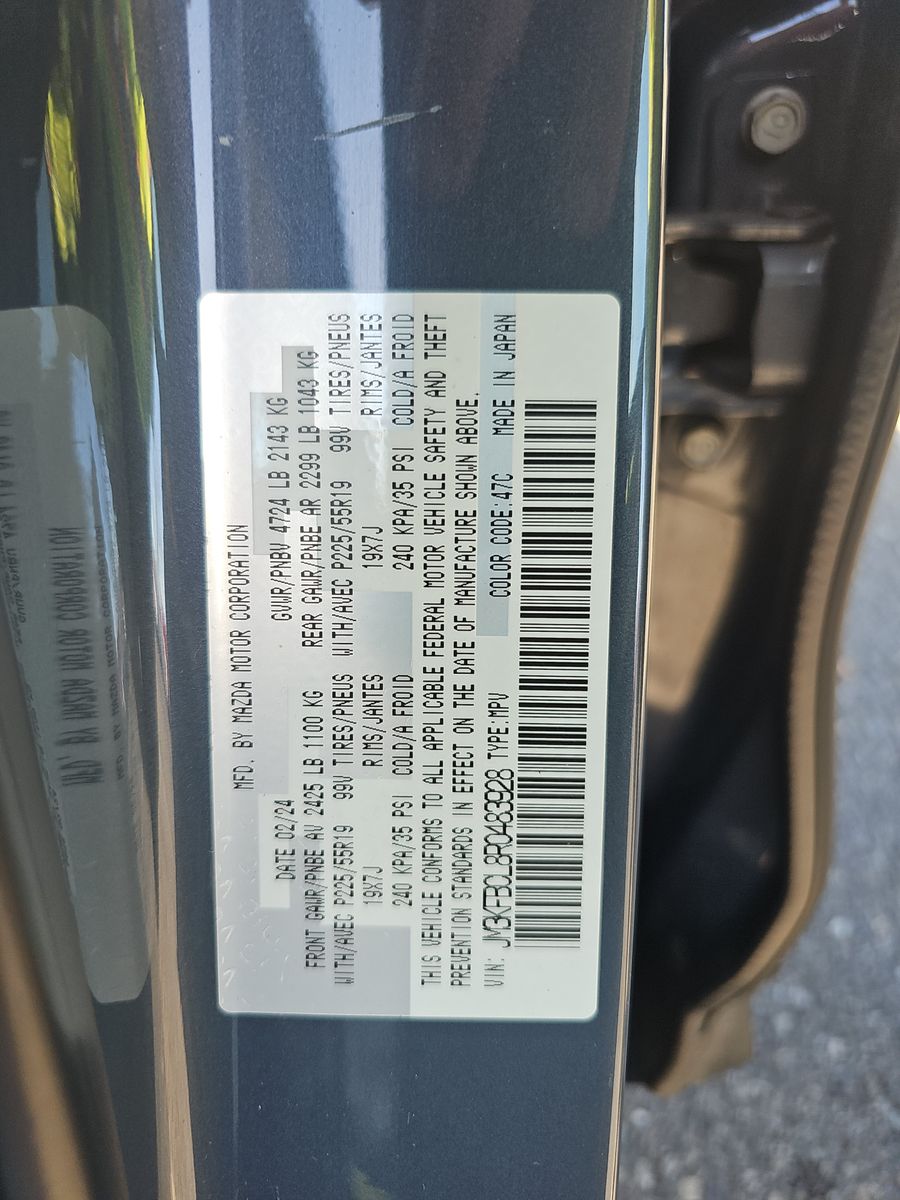 MFD. BY MAZDA MOTOR CORPORATION
DATE 02/24 GVWR/PNBV 4724 LB 2143 KG
FRONT GAWR/PNBE AV 2425 LB 1100 KG REAR GAWR/PNBE AR 2299 LB 1043 KG
WITH/AVEC P225/55R19 99V TIRES/PNEUS WITH/AVEC P225/55R19 99V TIRES/PNEUS
19X7J RIMS/JANTES 19X7J RIMS/JANTES
240 KPA/35 PSI COLD/A FROID 240 KPA/35 PSI COLD/A FROID
THIS VEHICLE CONFORMS TO ALL APPLICABLE FEDERAL MOTOR VEHICLE SAFETY AND THEFT
PREVENTION STANDARDS IN EFFECT ON THE DATE OF MANUFACTURE SHOWN ABOVE.
VIN: JM3KFBCL8R0483928 TYPE:MPV COLOR CODE:47C MADE IN JAPAN